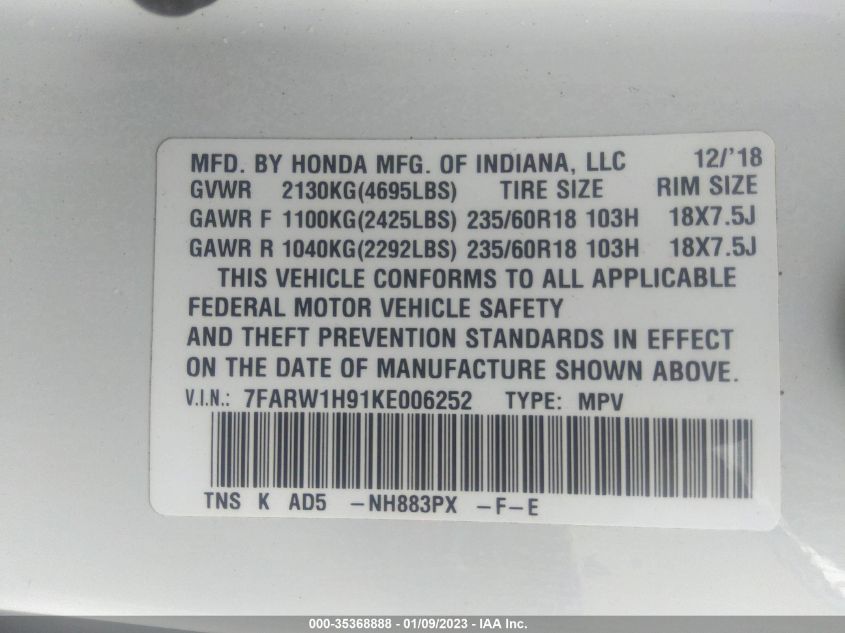 MFD. BY HONDA MFG. OF INDIANA, LLC 12/'18
GVWR 2130KG(4695LBS) TIRE SIZE RIM SIZE
GAWR F 1100KG(2425LBS) 235/60R18 103H 18X7.5J
GAWR R 1040KG(2292LBS) 235/60R18 103H 18X7.5J
THIS VEHICLE CONFORMS TO ALL APPLICABLE
FEDERAL MOTOR VEHICLE SAFETY
AND THEFT PREVENTION STANDARDS IN EFFECT
ON THE DATE OF MANUFACTURE SHOWN ABOVE.
V.I.N.: 7FARW1H91KE006252 TYPE: MPV
TNS K AD5 -NH883PX -F-E
000-35368888 - 01/09/2023 - IAA Inc.